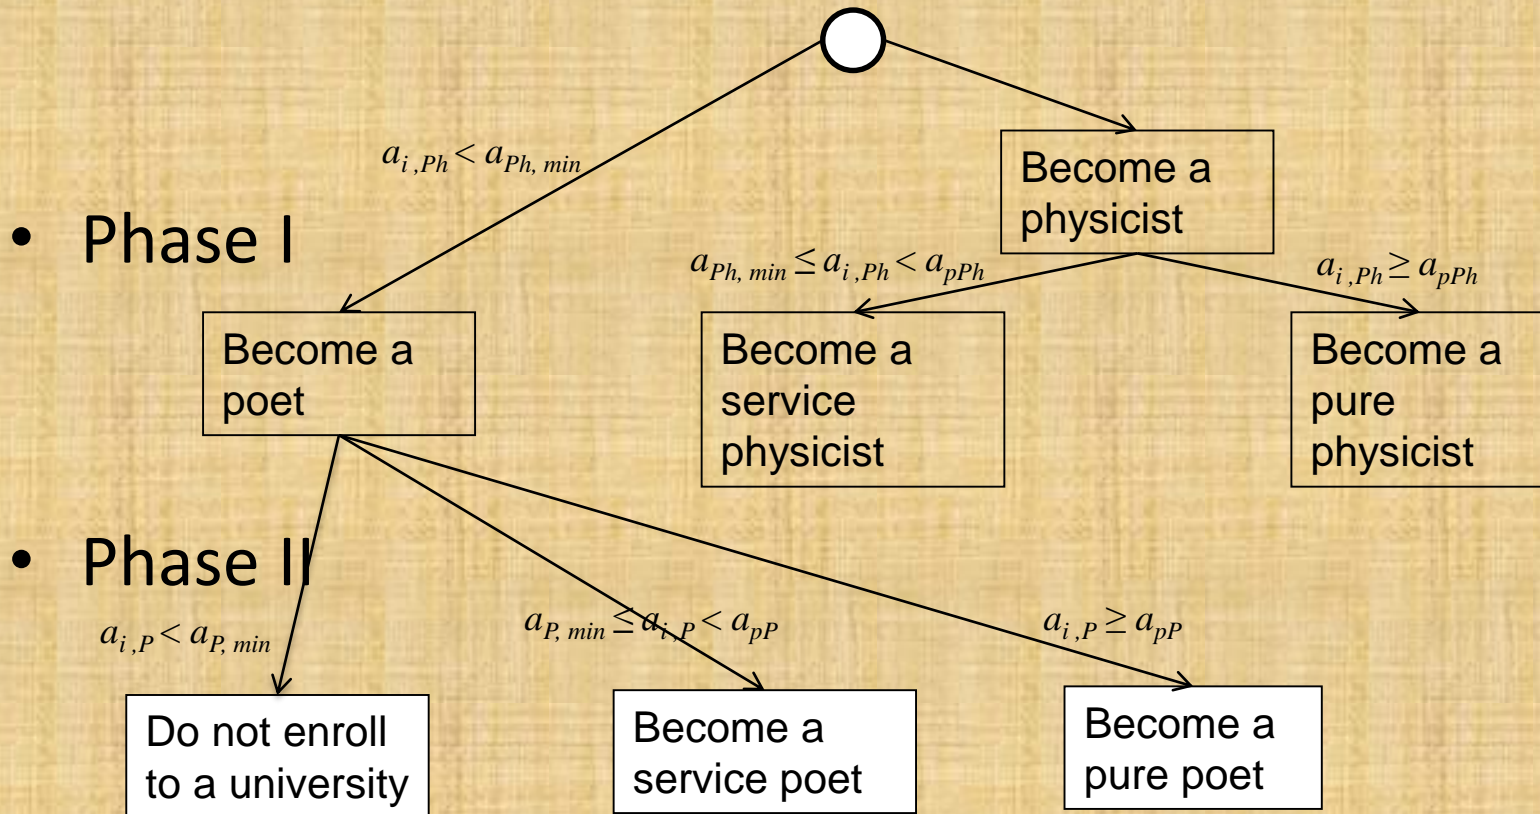 a_{i,Ph} < a_{Ph, min}
Become a
physicist
• Phase I
a_{Ph, min} ≤ a_{i,Ph} < a_{pPh}
a_{i,Ph} ≥ a_{pPh}
Become a
poet
Become a
service
physicist
Become a
pure
physicist
• Phase II
a_{i,P} < a_{P, min}
a_{P, min} ≤ a_{i,P} < a_{pP}
a_{i,P} ≥ a_{pP}
Do not enroll
to a university
Become a
service poet
Become a
pure poet